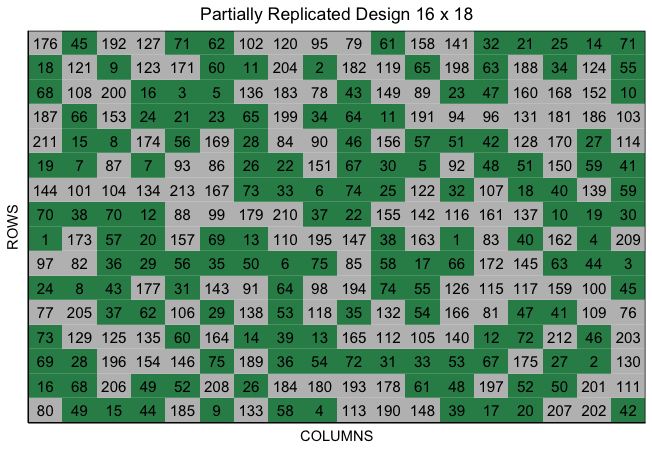 Partially Replicated Design 16 x 18
176 45 192 127 71 62 102 120 95 79 61 158 141 32 21 25 14 71
18 121 9 123 171 60 11 204 2 182 119 65 198 63 188 34 124 55
68 108 200 16 3 5 136 183 78 43 149 89 23 47 160 168 152 10
187 66 153 24 21 23 65 199 34 64 11 191 94 96 131 181 186 103
211 15 8 174 56 169 28 84 90 46 156 57 51 42 128 170 27 114
19 7 87 7 93 86 26 22 151 67 30 5 92 48 51 150 59 41
144 101 104 134 213 167 73 33 6 74 25 122 32 107 18 40 139 59
70 38 70 12 88 99 179 210 37 22 155 142 116 161 137 10 19 30
1 173 57 20 157 69 13 110 195 147 38 163 1 83 40 162 4 209
97 82 36 29 56 35 50 6 75 85 58 17 66 172 145 63 44 3
24 8 43 177 31 143 91 64 98 194 74 55 126 115 117 159 100 45
77 205 37 62 106 29 138 53 118 35 132 54 166 81 47 41 109 76
73 129 125 135 60 164 14 39 13 165 112 105 140 12 72 212 46 203
69 28 196 154 146 75 189 36 54 72 31 33 53 67 175 27 2 130
16 68 206 49 52 208 26 184 180 193 178 61 48 197 52 50 201 111
80 49 15 44 185 9 133 58 4 113 190 148 39 17 20 207 202 42
ROWS
COLUMNS